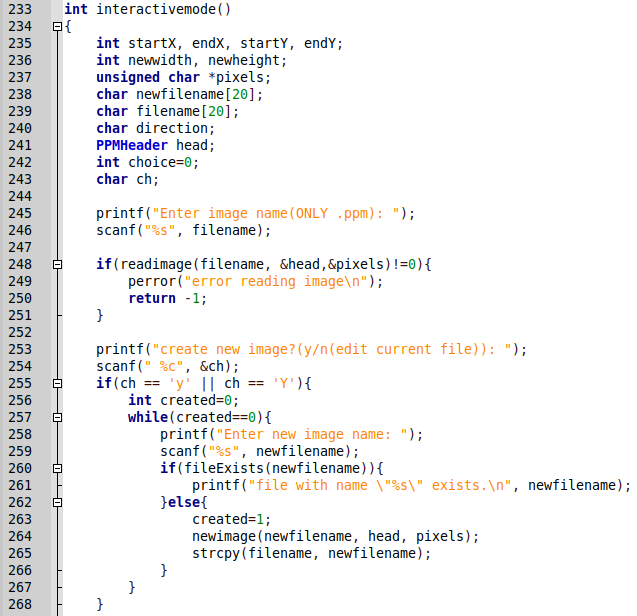 233 int interactivemode()
234 {
235 int startX, endX, startY, endY;
236 int newwidth, newheight;
237 unsigned char *pixels;
238 char newfilename[20];
239 char filename[20];
240 char direction;
241 PPMHeader head;
242 int choice=0;
243 char ch;
244
245 printf("Enter image name(ONLY .ppm): ");
246 scanf("%s", filename);
247
248 if(readimage(filename, &head,&pixels)!=0){
249 perror("error reading image\n");
250 return -1;
251 }
252
253 printf("create new image?(y/n(edit current file)): ");
254 scanf(" %c", &ch);
255 if(ch == 'y' || ch == 'Y'){
256 int created=0;
257 while(created==0){
258 printf("Enter new image name: ");
259 scanf("%s", newfilename);
260 if(fileExists(newfilename)){
261 printf("file with name \"%s\" exists.\n", newfilename);
262 }else{
263 created=1;
264 newimage(newfilename, head, pixels);
265 strcpy(filename, newfilename);
266 }
267 }
268 }